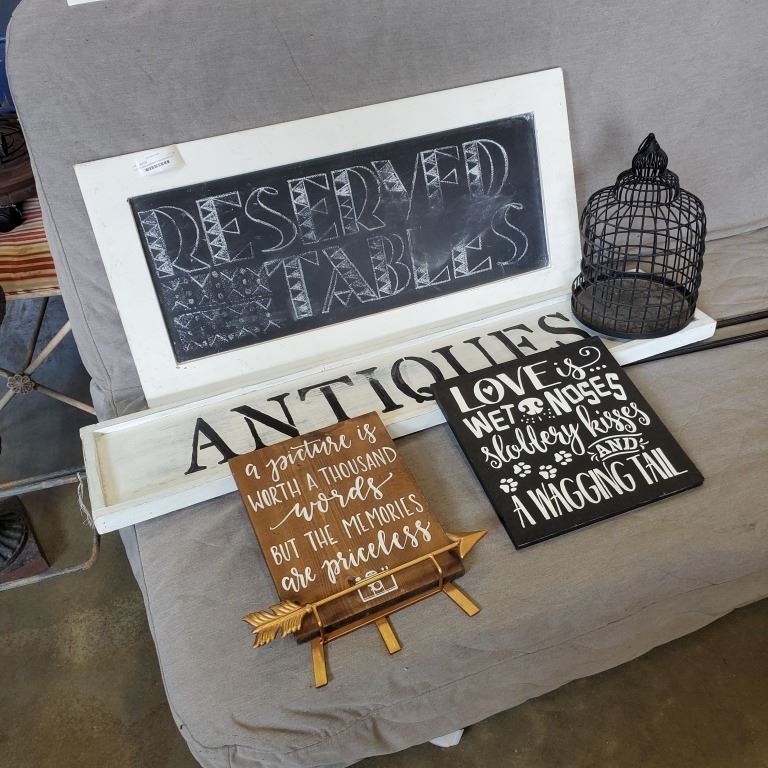 RESERVED
TABLES
ANTIQUES
LOVE is...
WET NOSES
slobbery kisses
AND
A WAGGING TAIL
a picture is
WORTH A THOUSAND
words
BUT THE MEMORIES
are priceless